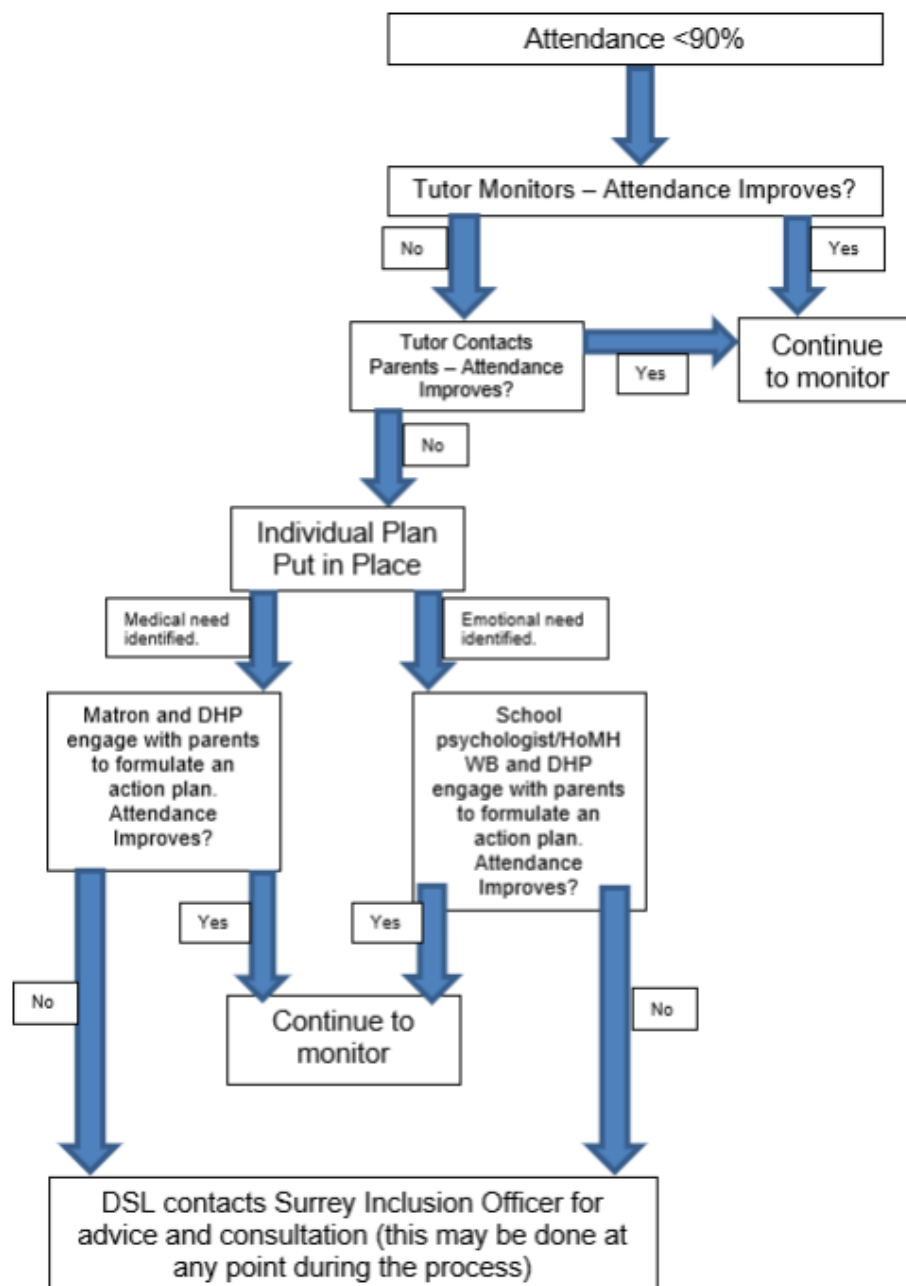 Attendance <90%
Tutor Monitors – Attendance Improves?
No
Yes
Tutor Contacts
Parents – Attendance
Improves?
Yes
Continue
to monitor
No
Individual Plan
Put in Place
Medical need
identified.
Emotional need
identified.
Matron and DHP
engage with parents
to formulate an
action plan.
Attendance
Improves?
School
psychologist/HoMH
WB and DHP
engage with parents
to formulate an
action plan.
Attendance
Improves?
Yes
Yes
No
No
Continue to
monitor
DSL contacts Surrey Inclusion Officer for
advice and consultation (this may be done at
any point during the process)